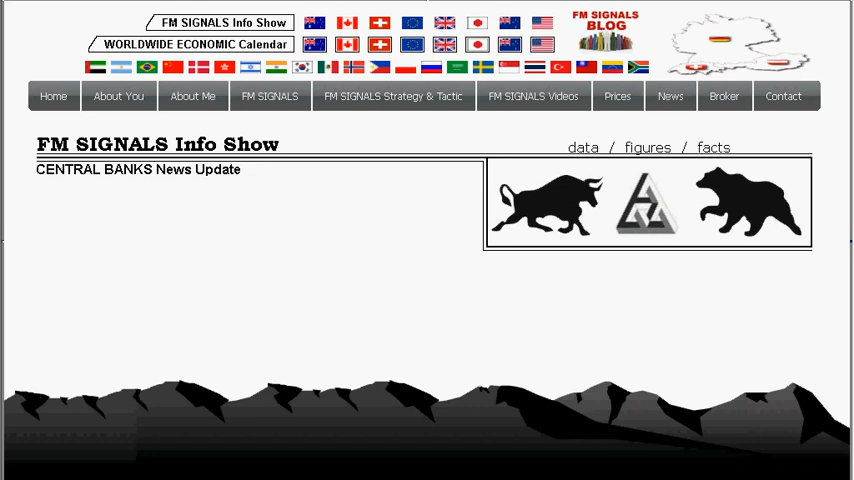 FM SIGNALS Info Show
WORLDWIDE ECONOMIC Calendar
FM SIGNALS
BLOG
Home About You About Me FM SIGNALS FM SIGNALS Strategy & Tactic FM SIGNALS Videos Prices News Broker Contact
FM SIGNALS Info Show
data / figures / facts
CENTRAL BANKS News Update